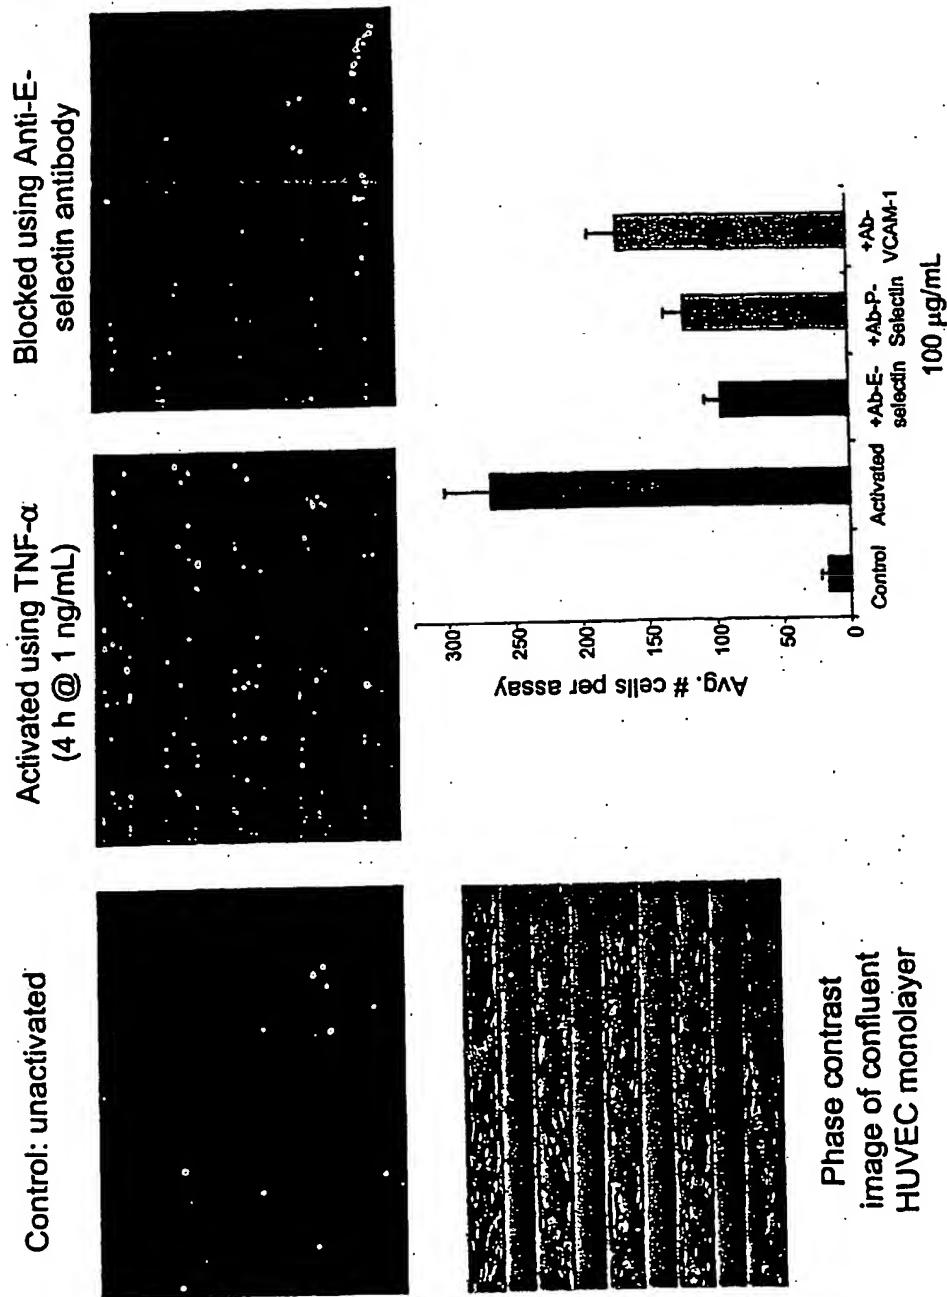 Control: unactivated
Activated using TNF-α
(4 h @ 1 ng/mL)
Blocked using Anti-E-
selectin antibody
Phase contrast
image of confluent
HUVEC monolayer
Avg. # cells per assay
300
250
200
150
100
50
0
Control
Activated
+Ab-E-
selectin
+Ab-P-
Selectin
+Ab-
VCAM-1
100 µg/mL